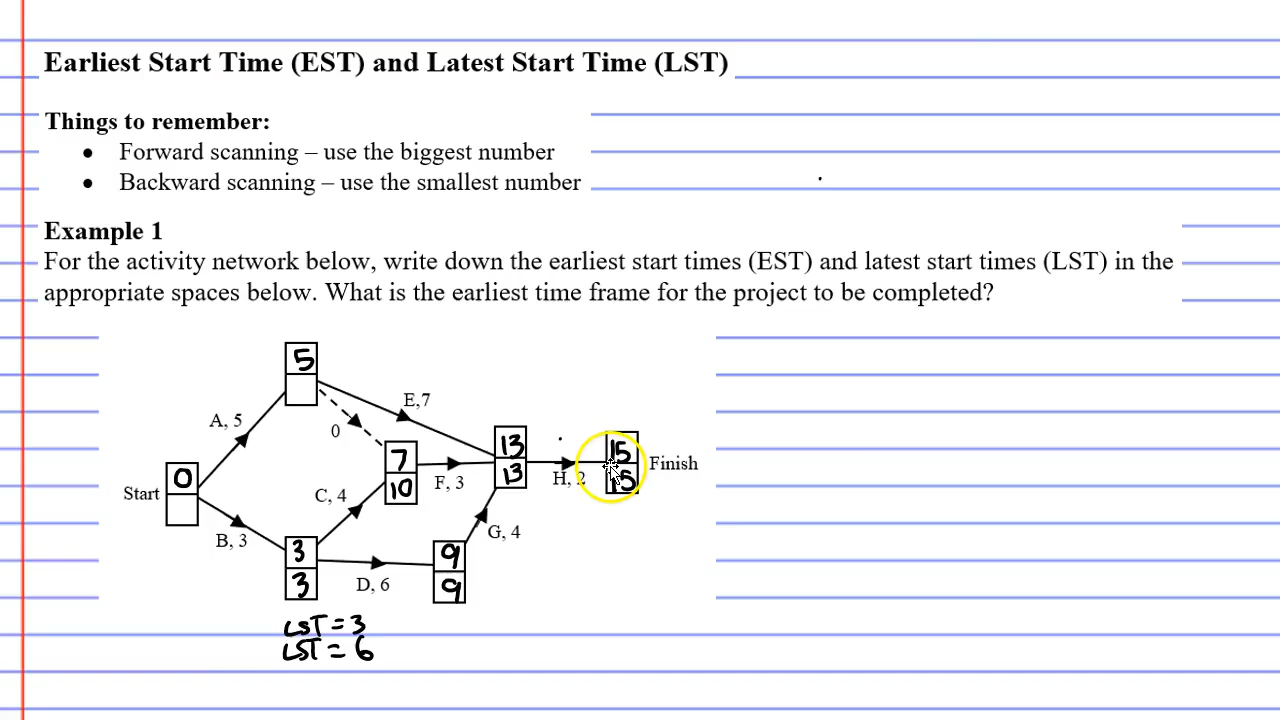 Earliest Start Time (EST) and Latest Start Time (LST)
Things to remember:
• Forward scanning – use the biggest number
• Backward scanning – use the smallest number
Example 1
For the activity network below, write down the earliest start times (EST) and latest start times (LST) in the
appropriate spaces below. What is the earliest time frame for the project to be completed?
5
E,7
A, 5
0
13
15
7
Finish
0
13
15
H, 2
F, 3
10
Start
C, 4
G, 4
B, 3
3
9
3
D, 6
9
LST = 3
LST = 6